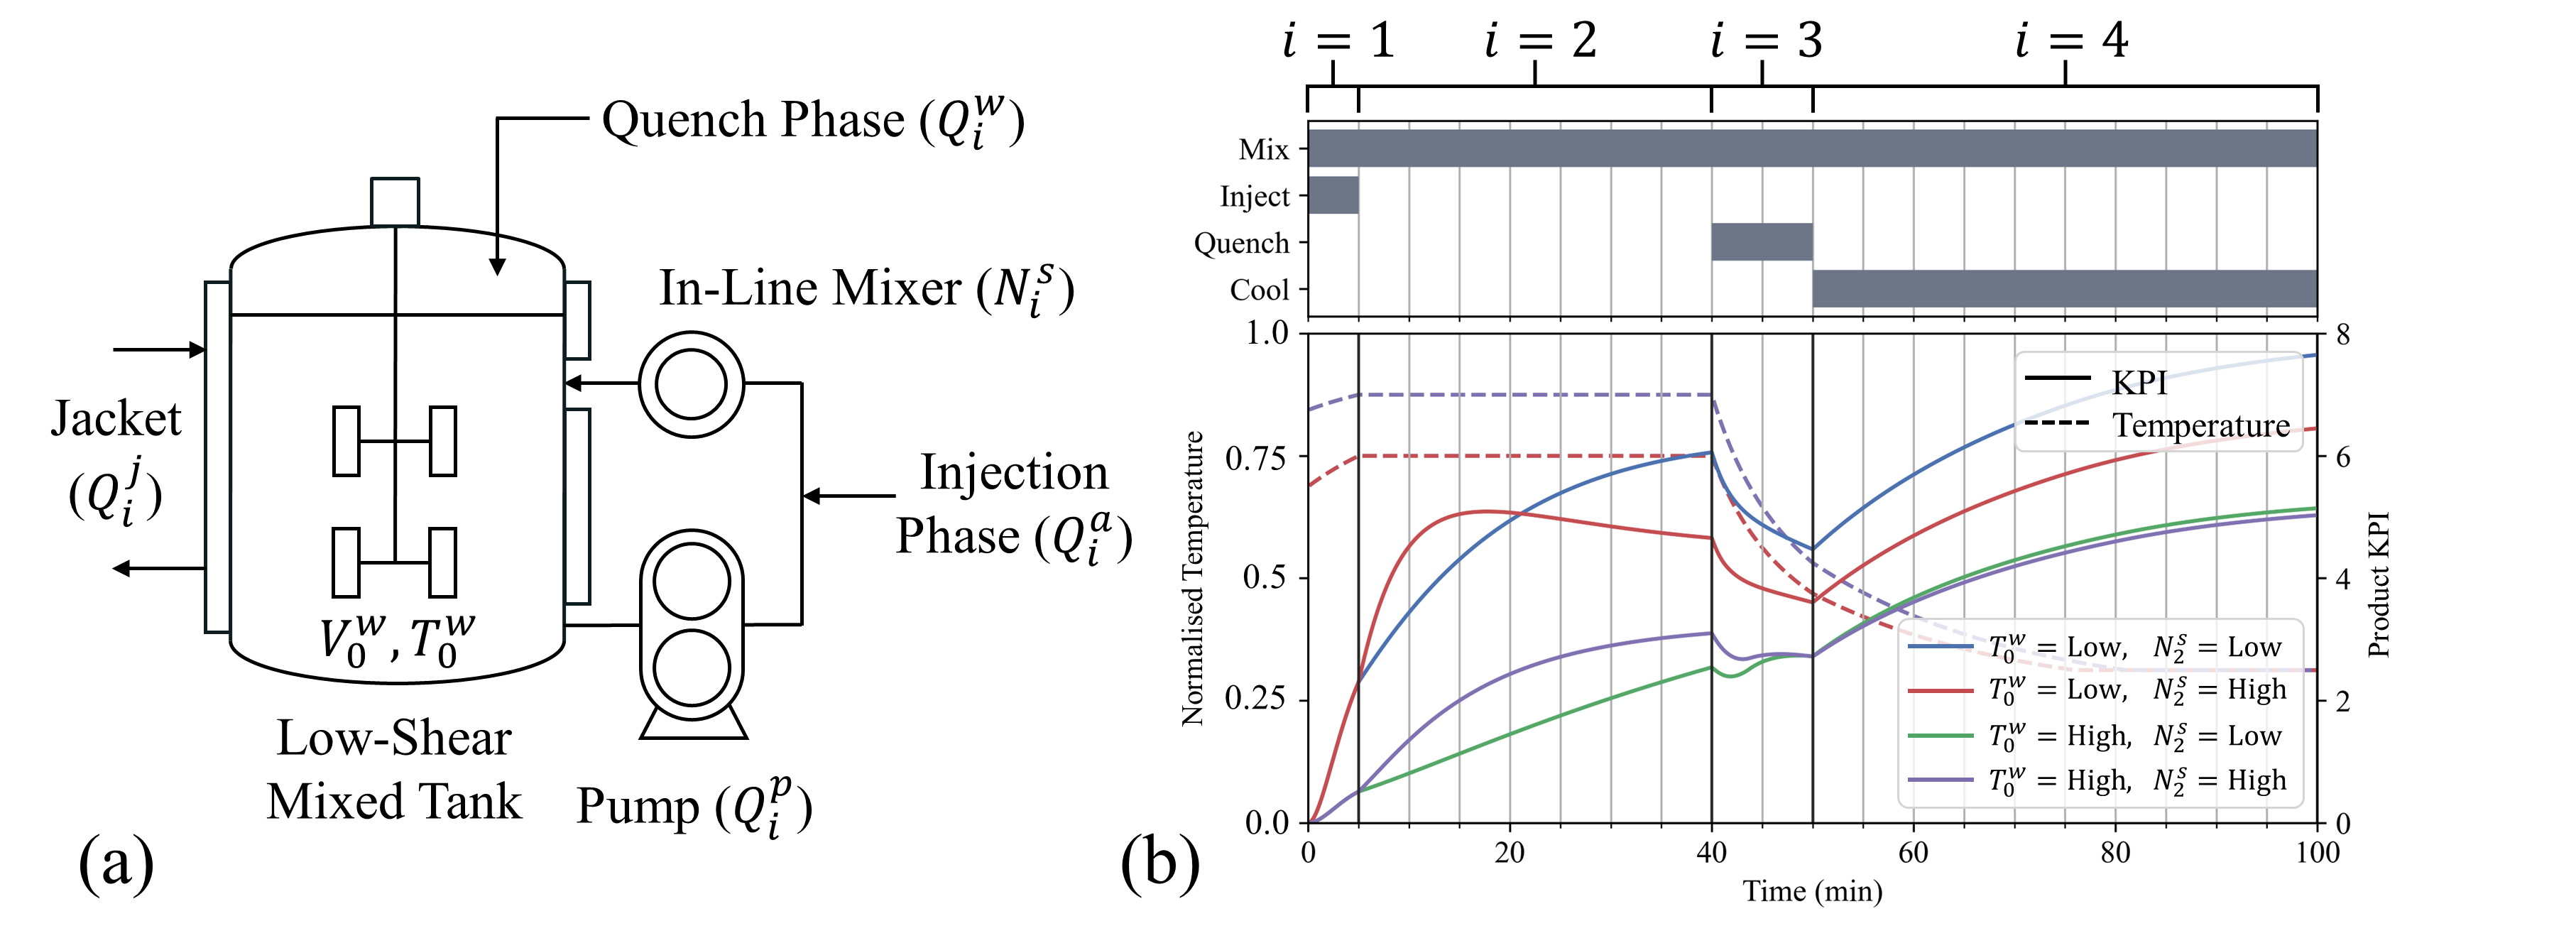 Quench Phase (Q_i^w)
In-Line Mixer (N_i^s)
Jacket
(Q_i^j)
Injection
Phase (Q_i^a)
V_0^w, T_0^w
Low-Shear
Mixed Tank
Pump (Q_i^p)
(a)
i = 1
i = 2
i = 3
i = 4
Mix
Inject
Quench
Cool
1.0
0.75
0.5
0.25
0.0
Normalised Temperature
8
6
4
2
0
Product KPI
KPI
Temperature
T_0^w = Low, N_2^s = Low
T_0^w = Low, N_2^s = High
T_0^w = High, N_2^s = Low
T_0^w = High, N_2^s = High
0
20
40
60
80
100
Time (min)
(b)